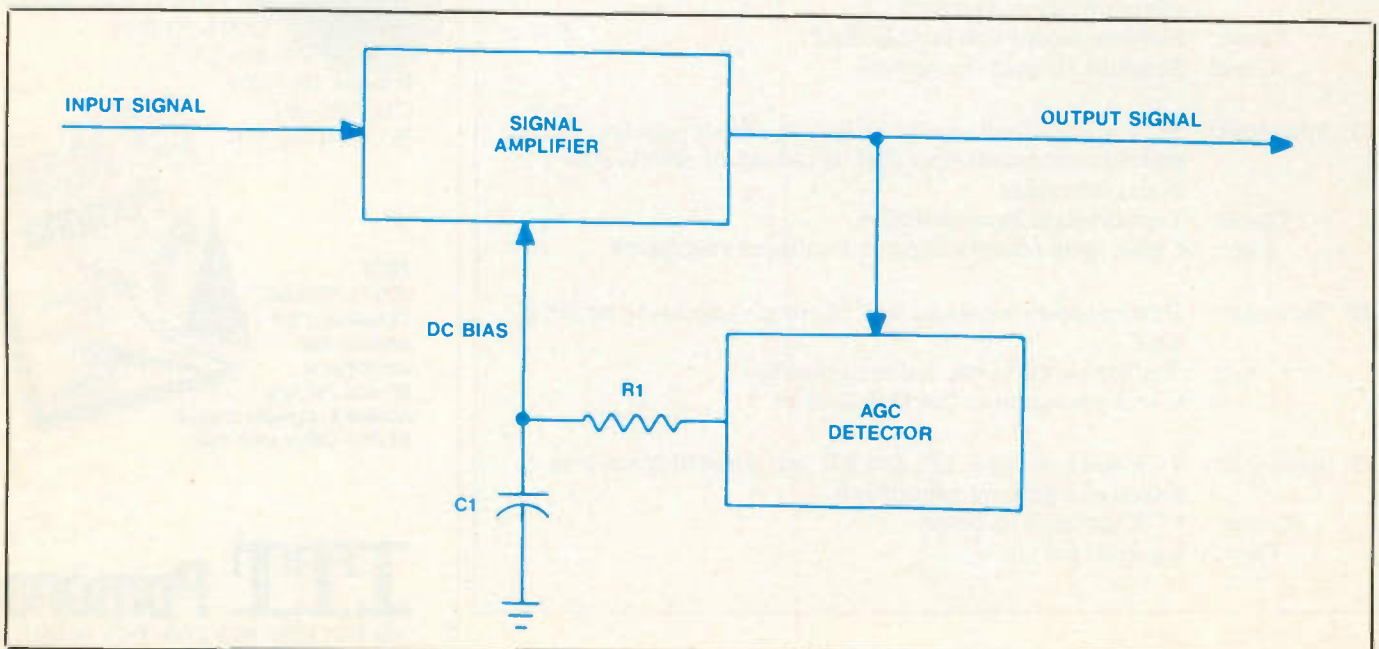 INPUT SIGNAL
SIGNAL
AMPLIFIER
OUTPUT SIGNAL
DC BIAS
R1
AGC
DETECTOR
C1